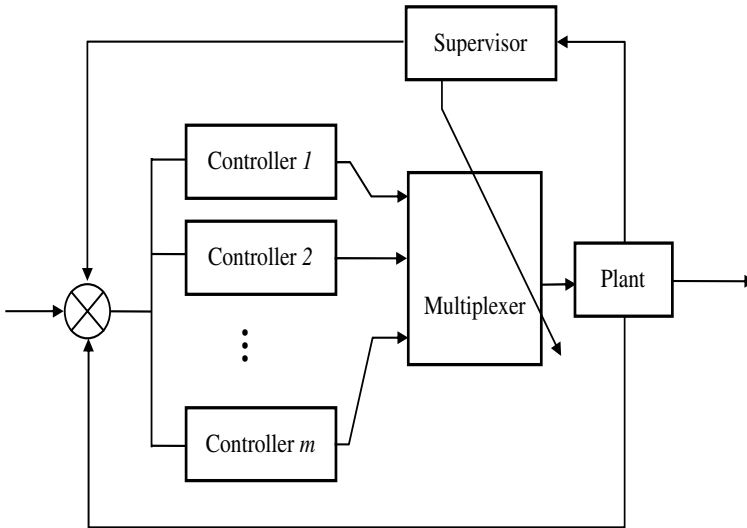 Supervisor
Controller 1
Controller 2
Multiplexer
Plant
Controller m